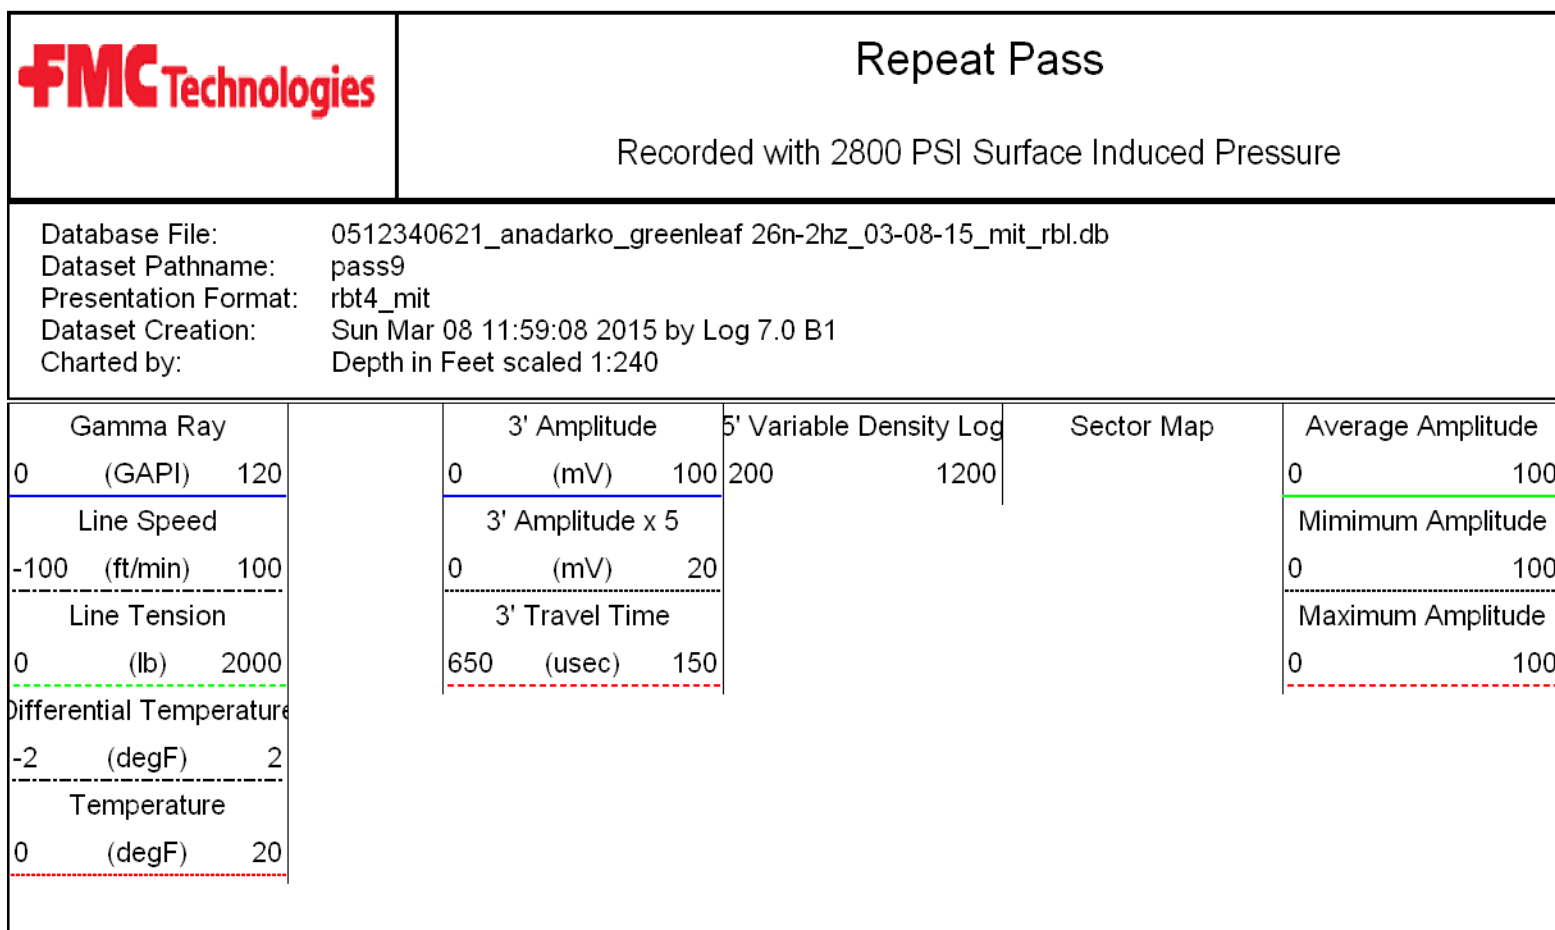 FMC Technologies
Repeat Pass
Recorded with 2800 PSI Surface Induced Pressure
Database File: 0512340621_anadarko_greenleaf 26n-2hz_03-08-15_mit_rbl.db
Dataset Pathname: pass9
Presentation Format: rbt4_mit
Dataset Creation: Sun Mar 08 11:59:08 2015 by Log 7.0 B1
Charted by: Depth in Feet scaled 1:240
Gamma Ray
0 (GAPI) 120
Line Speed
-100 (ft/min) 100
Line Tension
0 (lb) 2000
Differential Temperature
-2 (degF) 2
Temperature
0 (degF) 20
3' Amplitude
0 (mV) 100
3' Amplitude x 5
0 (mV) 20
3' Travel Time
650 (usec) 150
5' Variable Density Log
200 1200
Sector Map
Average Amplitude
0 100
Mimimum Amplitude
0 100
Maximum Amplitude
0 100